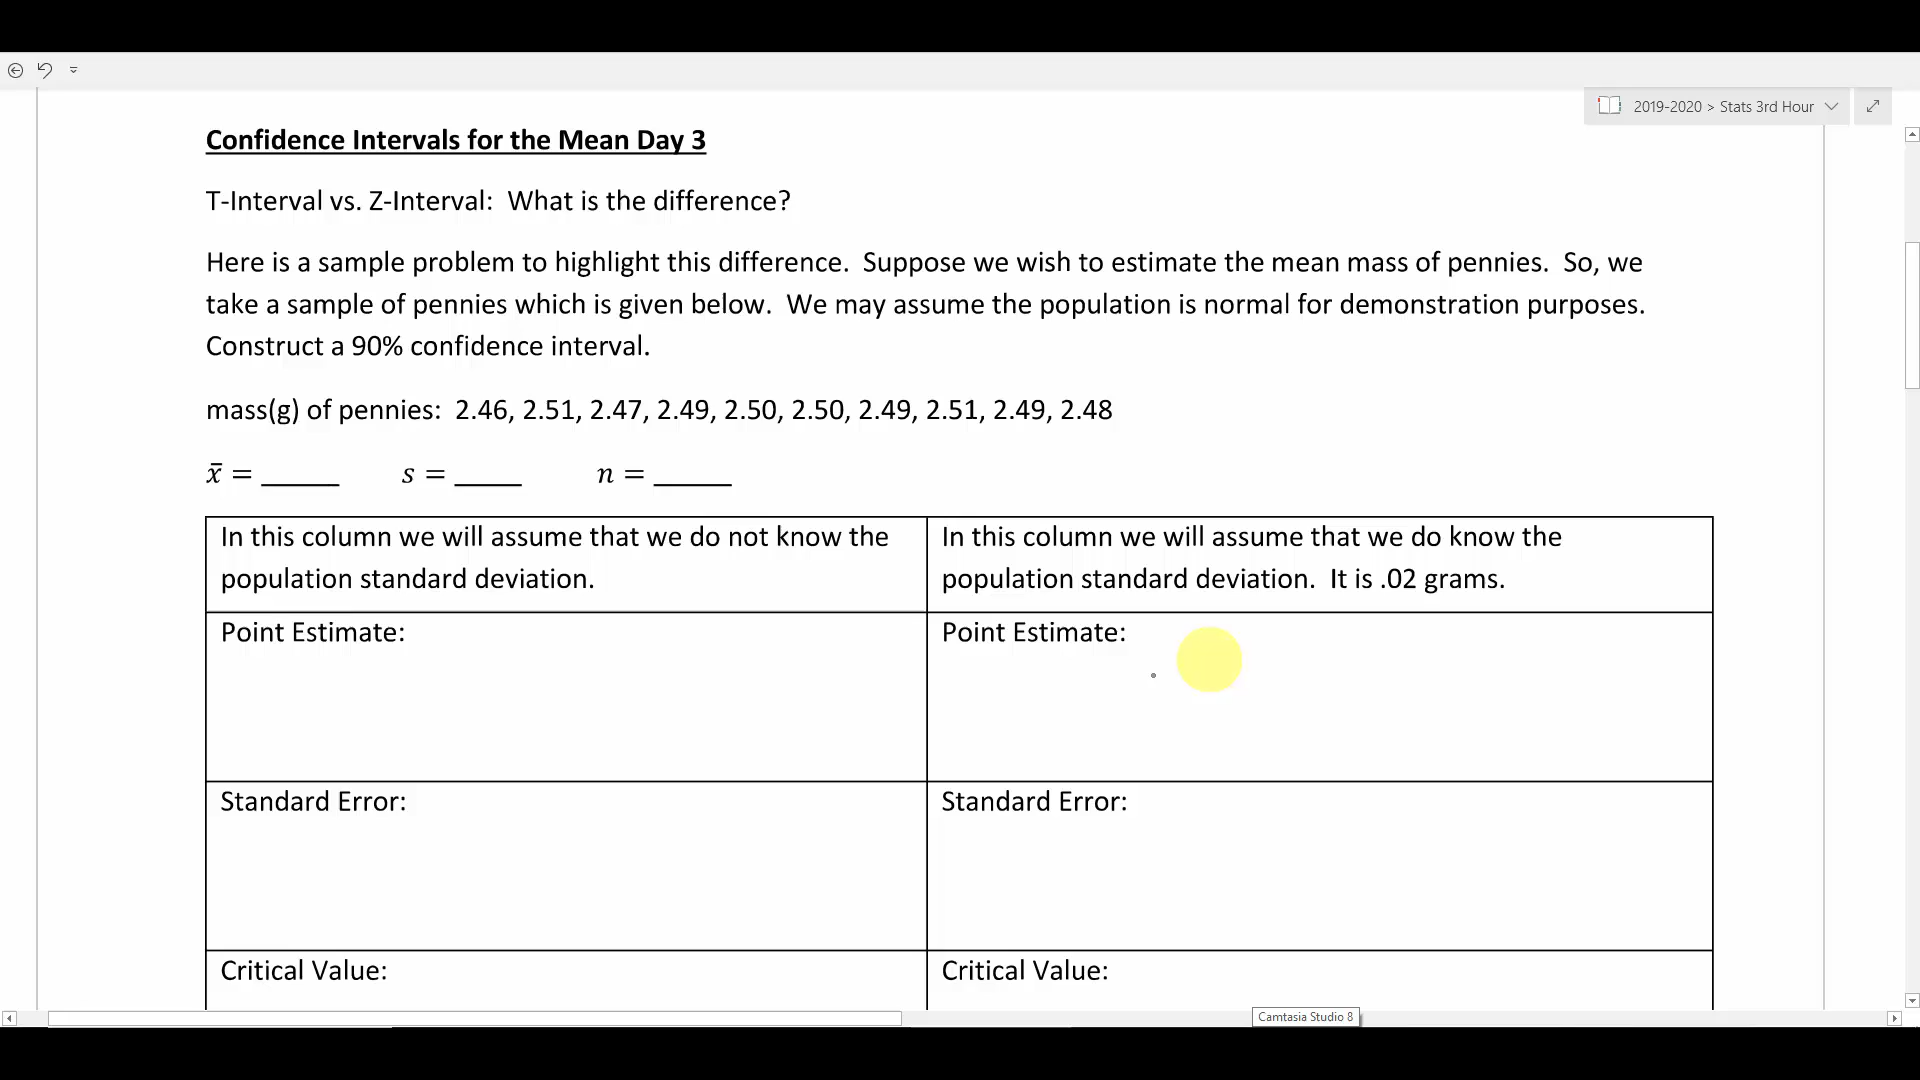 2019-2020 > Stats 3rd Hour
Confidence Intervals for the Mean Day 3
T-Interval vs. Z-Interval:  What is the difference?
Here is a sample problem to highlight this difference.  Suppose we wish to estimate the mean mass of pennies.  So, we
take a sample of pennies which is given below.  We may assume the population is normal for demonstration purposes.
Construct a 90% confidence interval.
mass(g) of pennies:  2.46, 2.51, 2.47, 2.49, 2.50, 2.50, 2.49, 2.51, 2.49, 2.48
x̄ = ______ s = _____ n = ______
In this column we will assume that we do not know the
population standard deviation.
In this column we will assume that we do know the
population standard deviation.  It is .02 grams.
Point Estimate:
Point Estimate:
Standard Error:
Standard Error:
Critical Value:
Critical Value:
Camtasia Studio 8